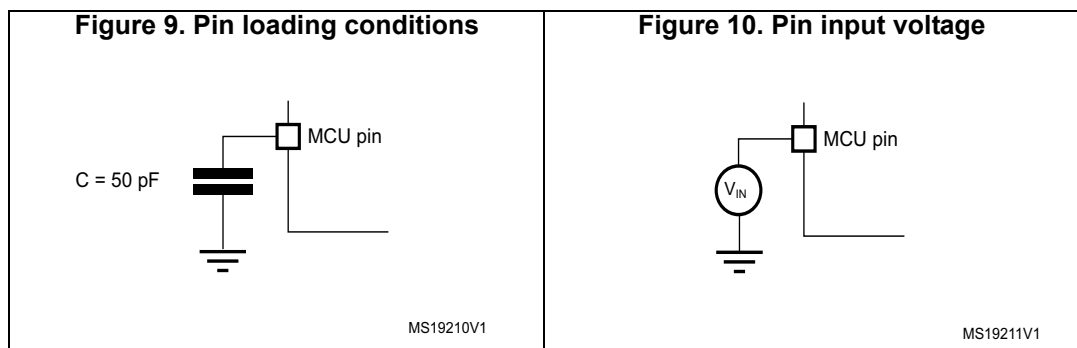 Figure 9. Pin loading conditions
MCU pin
C = 50 pF
MS19210V1
Figure 10. Pin input voltage
MCU pin
VIN
MS19211V1